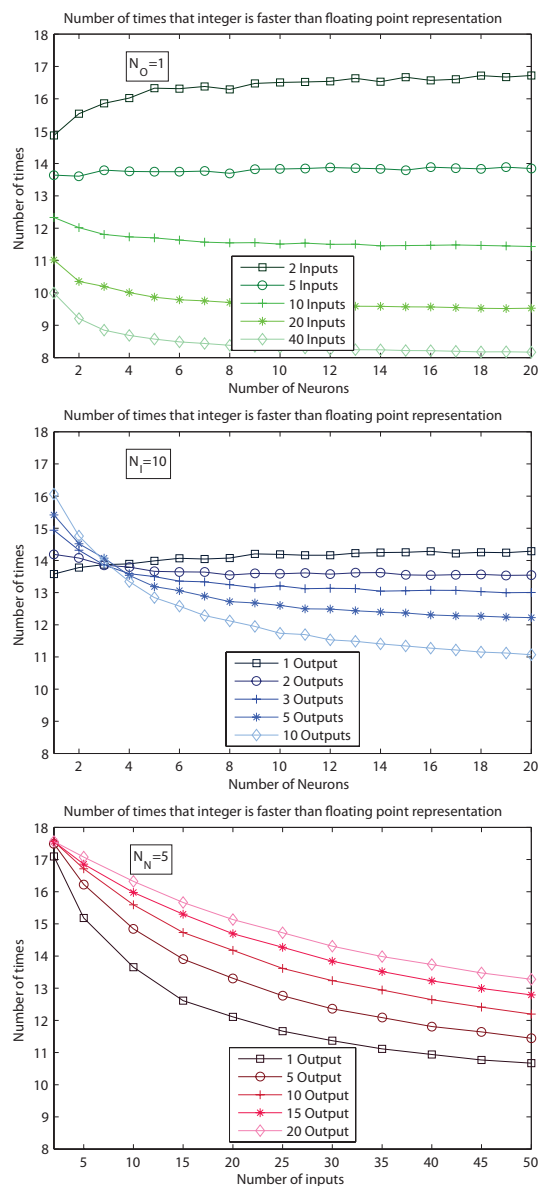 Number of times that integer is faster than floating point representation
18
17
16
15
14
13
12
11
10
9
8
Number of times
N_O=1
2 Inputs
5 Inputs
10 Inputs
20 Inputs
40 Inputs
2 4 6 8 10 12 14 16 18 20
Number of Neurons
Number of times that integer is faster than floating point representation
18
17
16
15
14
13
12
11
10
9
8
Number of times
N_I=10
1 Output
2 Outputs
3 Outputs
5 Outputs
10 Outputs
2 4 6 8 10 12 14 16 18 20
Number of Neurons
Number of times that integer is faster than floating point representation
18
17
16
15
14
13
12
11
10
9
8
Number of times
N_N=5
1 Output
5 Output
10 Output
15 Output
20 Output
5 10 15 20 25 30 35 40 45 50
Number of inputs